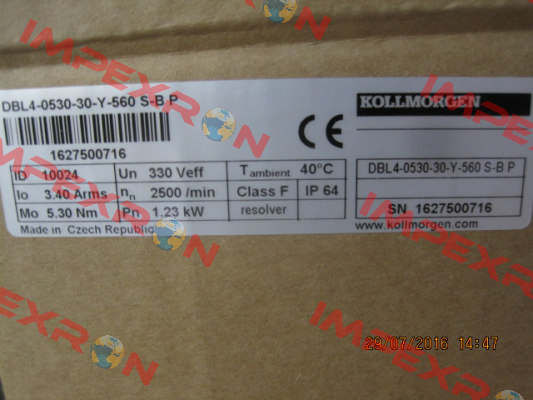 DBL4-0530-30-Y-560 S-B P
1627500716
ID 10024 Un 330 Veff Tambient 40°C
Io 3.40 Arms nn 2500 /min Class F IP 64
Mo 5.30 Nm Pn 1.23 kW resolver
Made in Czech Republic
CE
KOLLMORGEN
DBL4-0530-30-Y-560 S-B P
SN 1627500716
www.kollmorgen.com
IMPEXRON
IMPEXRON
IMPEXRON
IMPEXRON
29/07/2016 14:47